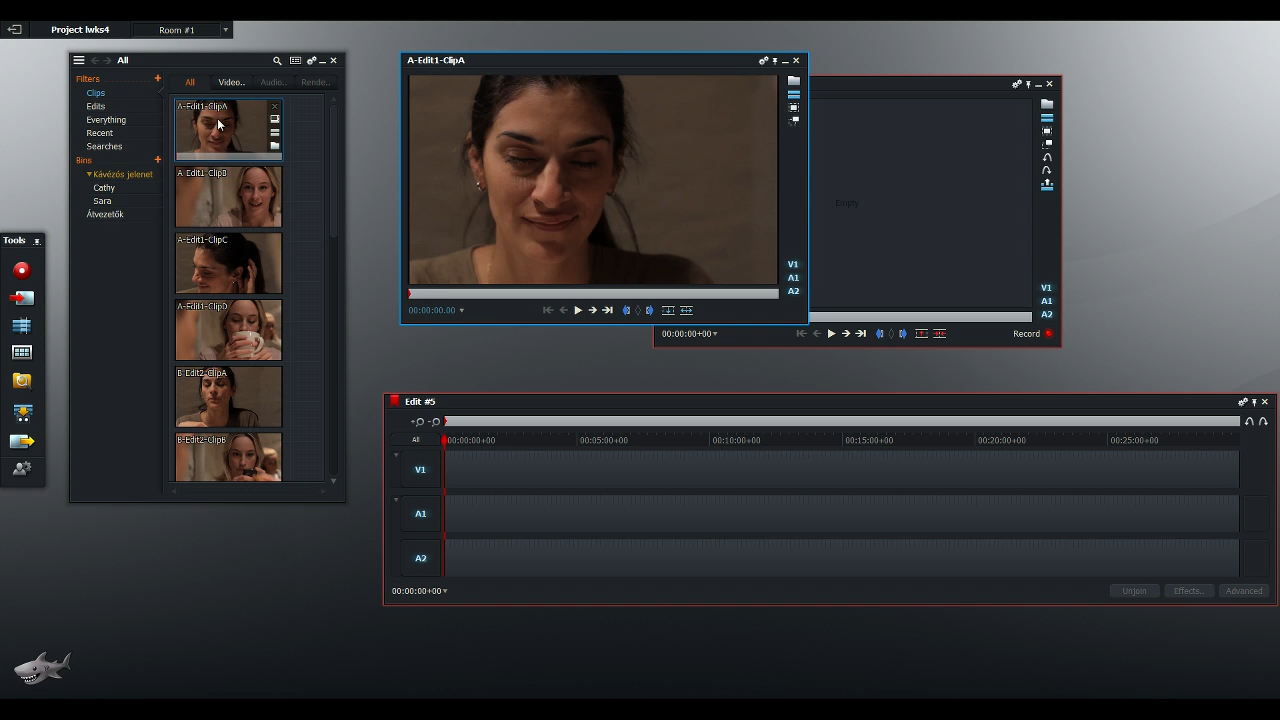 Project lwks4
Room #1
All
Filters +
Clips
Edits
Everything
Recent
Searches
Bins +
Kávézós jelenet
Cathy
Sara
Átvezetők
All
Video..
Audio..
Rende..
A-Edit1-ClipA
A-Edit1-ClipB
A-Edit1-ClipC
A-Edit1-ClipD
B-Edit2-ClipA
B-Edit2-ClipB
A-Edit1-ClipA
V1
A1
A2
00:00:00.00
Empty
V1
A1
A2
00:00:00+00
Record
Tools
Edit #5
All
00:00:00+00
00:05:00+00
00:10:00+00
00:15:00+00
00:20:00+00
00:25:00+00
V1
A1
A2
00:00:00+00
Unjoin
Effects..
Advanced